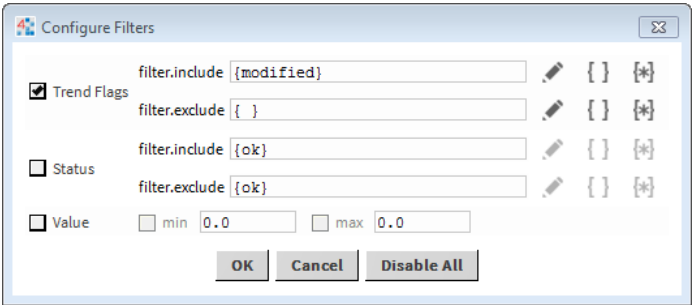 Configure Filters
filter.include {modified} { } {*}
Trend Flags
filter.exclude { } { } {*}
filter.include {ok} { } {*}
Status
filter.exclude {ok} { } {*}
Value min 0.0 max 0.0
OK Cancel Disable All